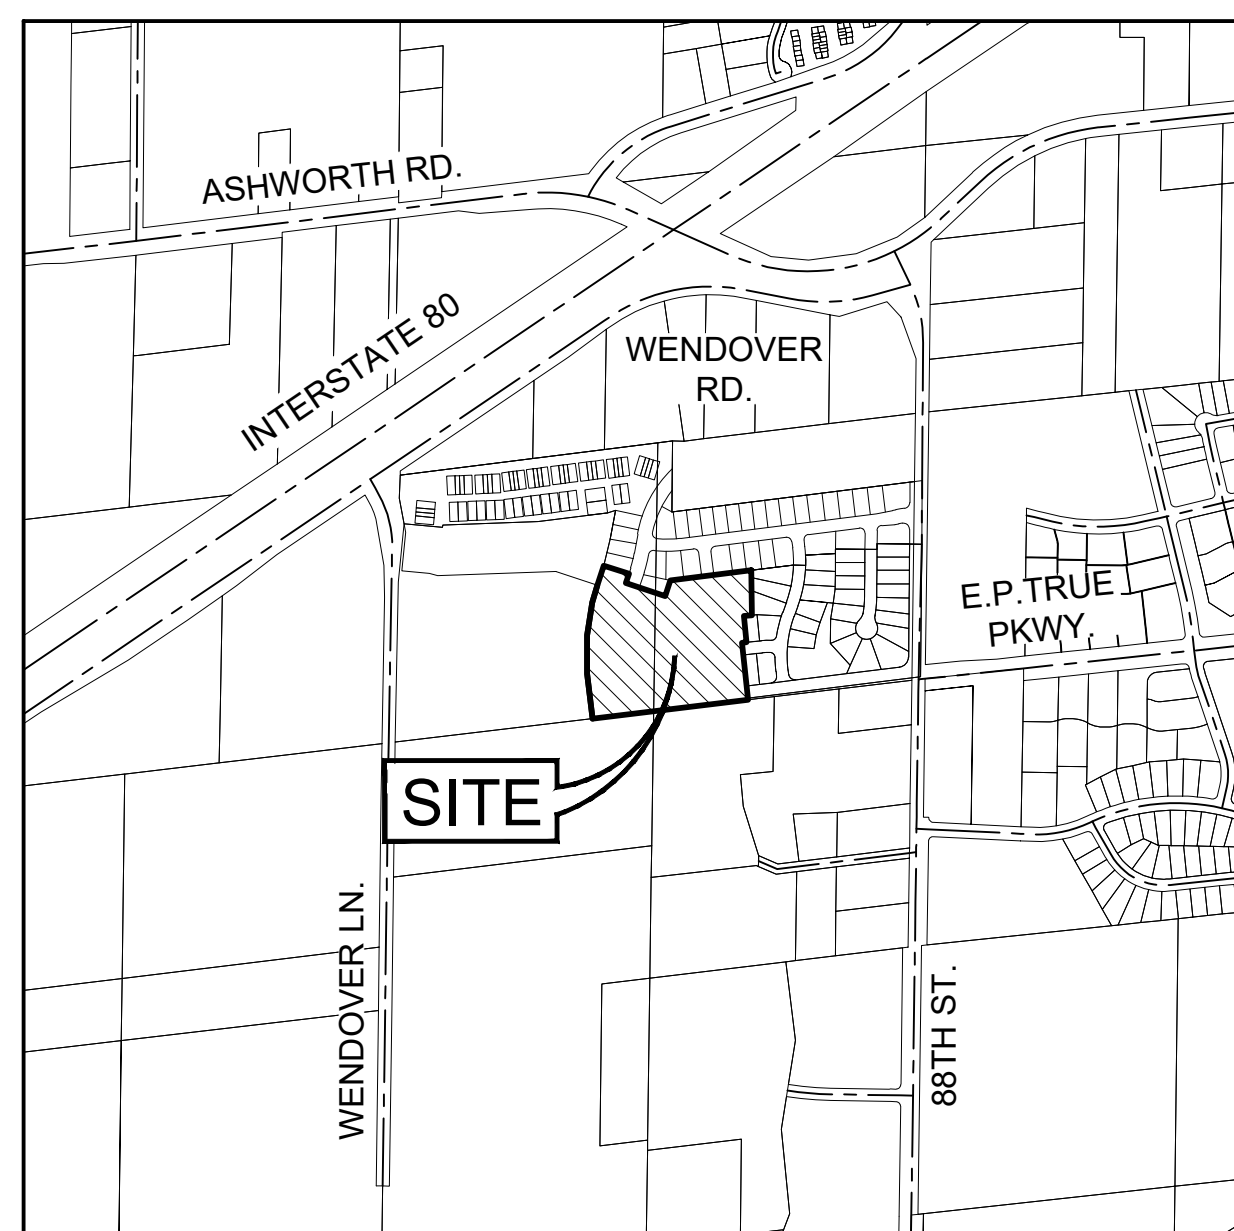 ASHWORTH RD.
INTERSTATE 80
WENDOVER
RD.
E.P.TRUE
PKWY.
SITE
WENDOVER LN.
88TH ST.